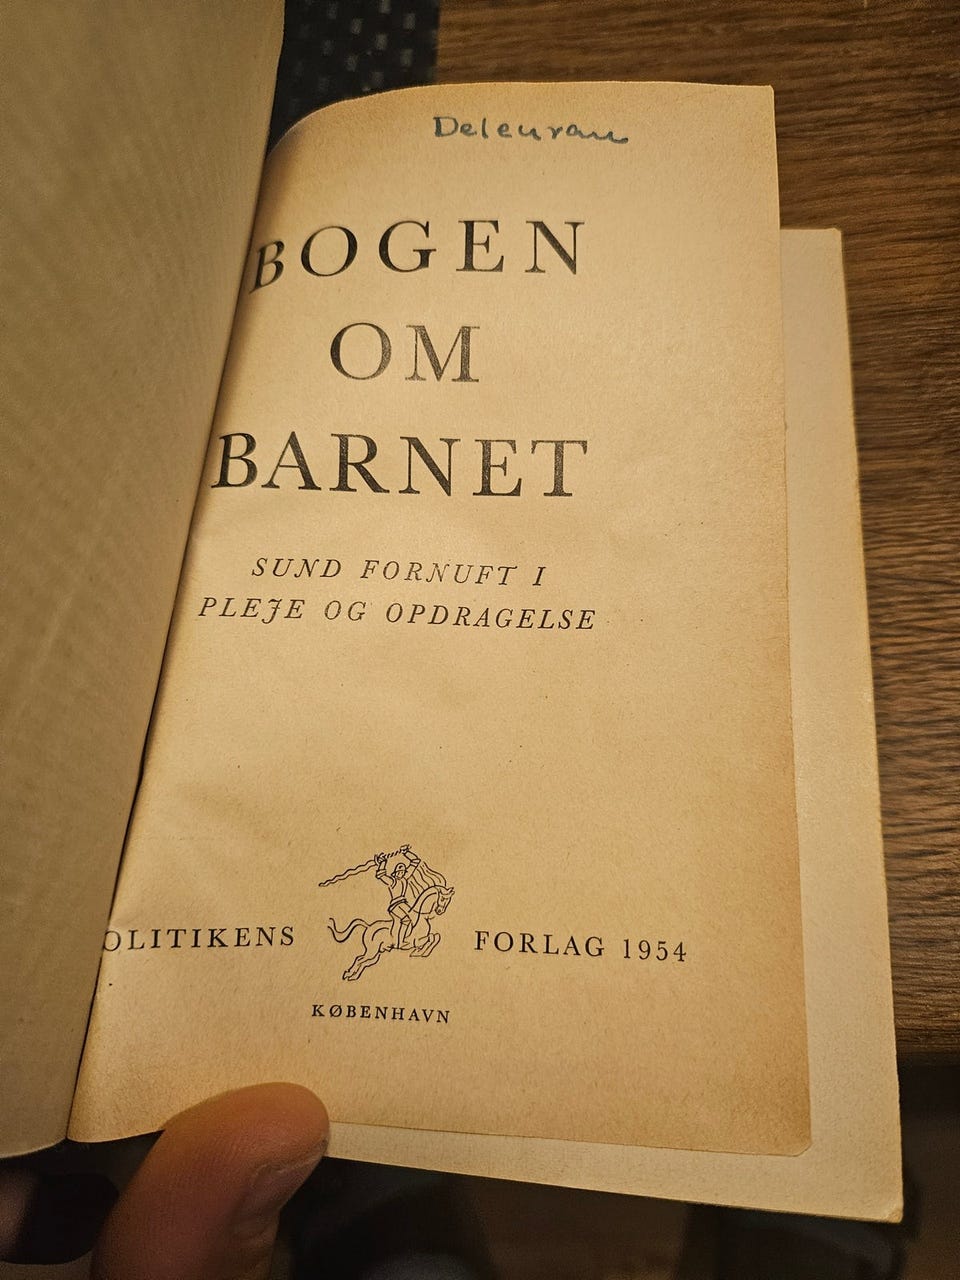 Deleuran
BOGEN
OM
BARNET
SUND FORNUFT I
PLEJE OG OPDRAGELSE
OLITIKENS FORLAG 1954
KØBENHAVN